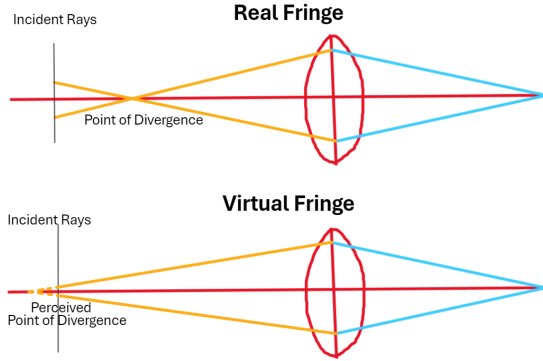 Real Fringe
Incident Rays
Point of Divergence
Virtual Fringe
Incident Rays
Perceived
Point of Divergence